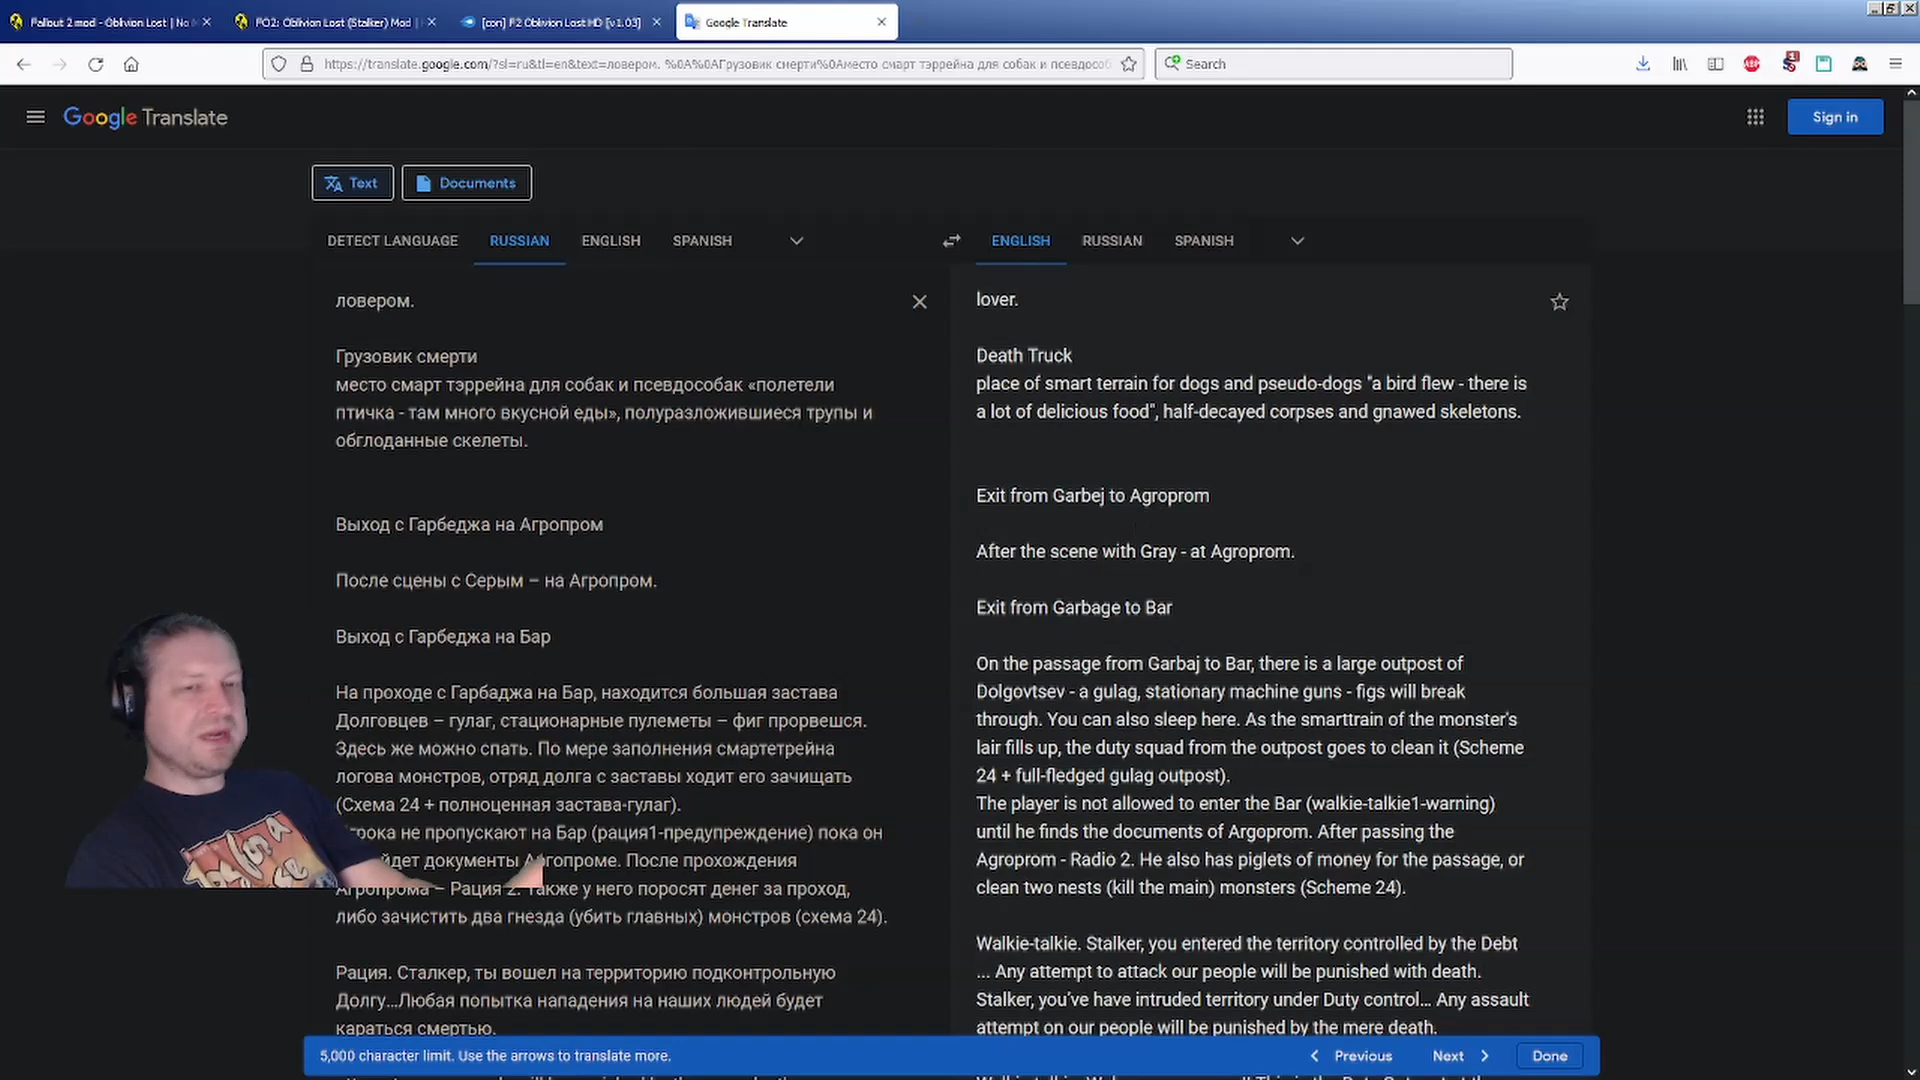 Fallout 2 mod - Oblivion Lost | No M
FO2: Oblivion Lost (Stalker) Mod |
[con] F2 Oblivion Lost HD [v1.03]
Google Translate
https://translate.google.com/?sl=ru&tl=en&text=ловером. %0A%0AГрузовик смерти%0Aместо смарт тэррейна для собак и псевдособ
Search
Google Translate
Sign in
Text
Documents
DETECT LANGUAGE
RUSSIAN
ENGLISH
SPANISH
ENGLISH
RUSSIAN
SPANISH
ловером.
Грузовик смерти
место смарт тэррейна для собак и псевдособак «полетели
птичка - там много вкусной еды», полуразложившиеся трупы и
обглоданные скелеты.
Выход с Гарбеджа на Агропром
После сцены с Серым – на Агропром.
Выход с Гарбеджа на Бар
На проходе с Гарбаджа на Бар, находится большая застава
Долговцев – гулаг, стационарные пулеметы – фиг прорвешся.
Здесь же можно спать. По мере заполнения смартетрейна
логова монстров, отряд долга с заставы ходит его зачищать
(Схема 24 + полноценная застава-гулаг).
грока не пропускают на Бар (рация1-предупреждение) пока он
йдет документы Агопроме. После прохождения
Агропрома – Рация 2. Также у него поросят денег за проход,
либо зачистить два гнезда (убить главных) монстров (схема 24).
Рация. Сталкер, ты вошел на территорию подконтрольную
Долгу…Любая попытка нападения на наших людей будет
караться смертью.
lover.
Death Truck
place of smart terrain for dogs and pseudo-dogs "a bird flew - there is
a lot of delicious food", half-decayed corpses and gnawed skeletons.
Exit from Garbej to Agroprom
After the scene with Gray - at Agroprom.
Exit from Garbage to Bar
On the passage from Garbaj to Bar, there is a large outpost of
Dolgovtsev - a gulag, stationary machine guns - figs will break
through. You can also sleep here. As the smarttrain of the monster's
lair fills up, the duty squad from the outpost goes to clean it (Scheme
24 + full-fledged gulag outpost).
The player is not allowed to enter the Bar (walkie-talkie1-warning)
until he finds the documents of Argoprom. After passing the
Agroprom - Radio 2. He also has piglets of money for the passage, or
clean two nests (kill the main) monsters (Scheme 24).
Walkie-talkie. Stalker, you entered the territory controlled by the Debt
... Any attempt to attack our people will be punished with death.
Stalker, you've have intruded territory under Duty control… Any assault
attempt on our people will be punished by the mere death.
5,000 character limit. Use the arrows to translate more.
Previous
Next
Done